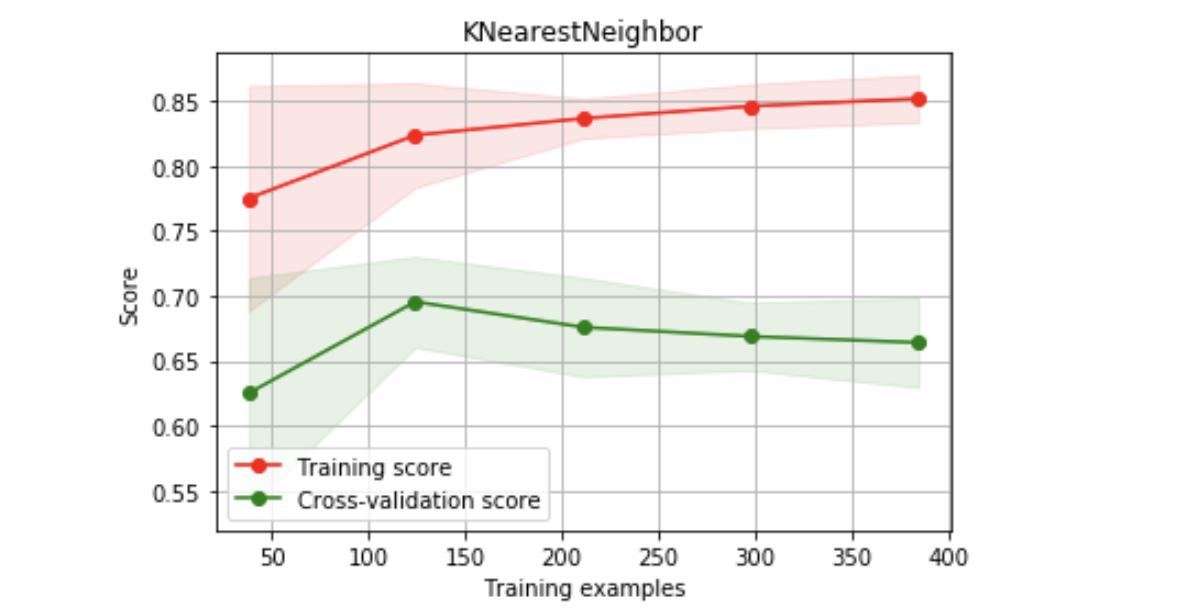 KNearestNeighbor
0.85
0.80
0.75
0.70
0.65
0.60
0.55
Score
Training score
Cross-validation score
50 100 150 200 250 300 350 400
Training examples